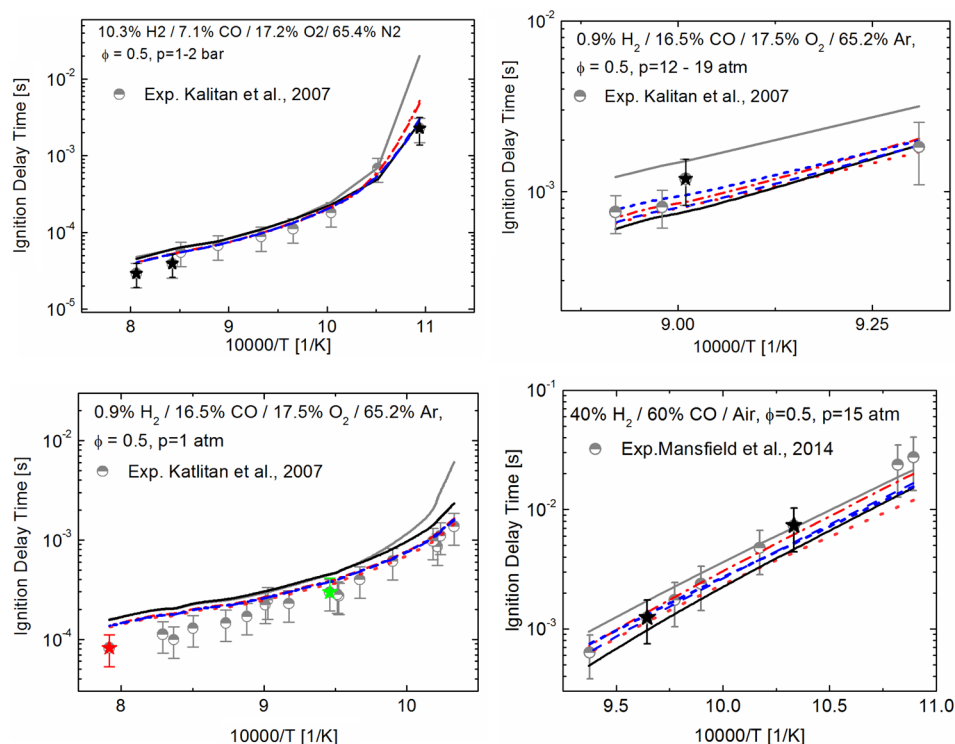 10.3% H2 / 7.1% CO / 17.2% O2/ 65.4% N2
ϕ = 0.5, p=1-2 bar
Exp. Kalitan et al., 2007
Ignition Delay Time [s]
10⁻²
10⁻³
10⁻⁴
10⁻⁵
8 9 10 11
10000/T [1/K]
0.9% H₂ / 16.5% CO / 17.5% O₂ / 65.2% Ar,
ϕ = 0.5, p=12 - 19 atm
Exp. Kalitan et al., 2007
Ignition Delay Time [s]
10⁻²
10⁻³
9.00 9.25
10000/T [1/K]
0.9% H₂ / 16.5% CO / 17.5% O₂ / 65.2% Ar,
ϕ = 0.5, p=1 atm
Exp. Katlitan et al., 2007
Ignition Delay Time [s]
10⁻²
10⁻³
10⁻⁴
8 9 10
10000/T [1/K]
40% H₂ / 60% CO / Air, ϕ=0.5, p=15 atm
Exp.Mansfield et al., 2014
Ignition Delay Time [s]
10⁻¹
10⁻²
10⁻³
9.5 10.0 10.5 11.0
10000/T [1/K]